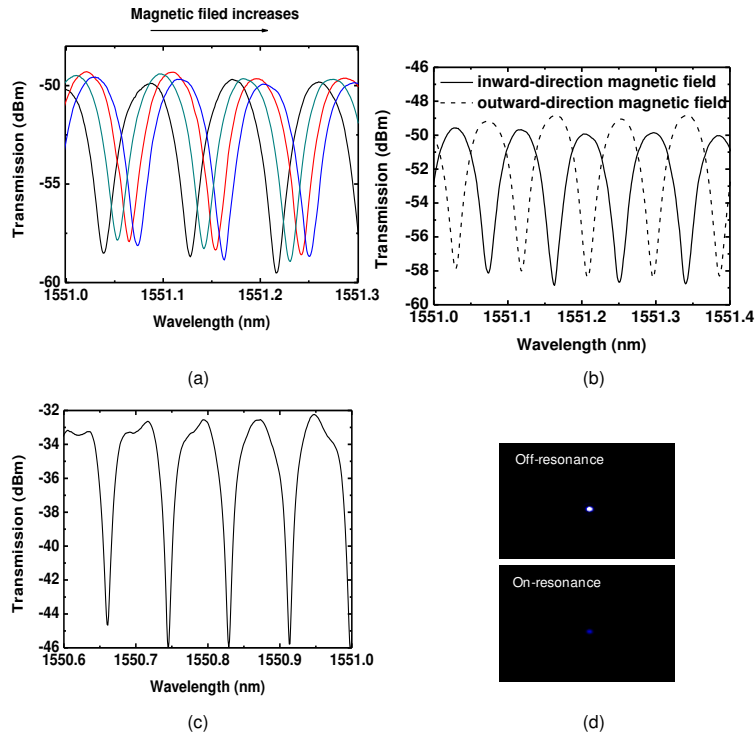 Magnetic filed increases
-50
-55
-60
1551.0 1551.1 1551.2 1551.3
Transmission (dBm)
Wavelength (nm)
(a)
-46
-48
-50
-52
-54
-56
-58
-60
inward-direction magnetic field
outward-direction magnetic field
1551.0 1551.1 1551.2 1551.3 1551.4
Transmission (dBm)
Wavelength (nm)
(b)
-32
-34
-36
-38
-40
-42
-44
-46
1550.6 1550.7 1550.8 1550.9 1551.0
Transmission (dBm)
Wavelength (nm)
(c)
Off-resonance
On-resonance
(d)